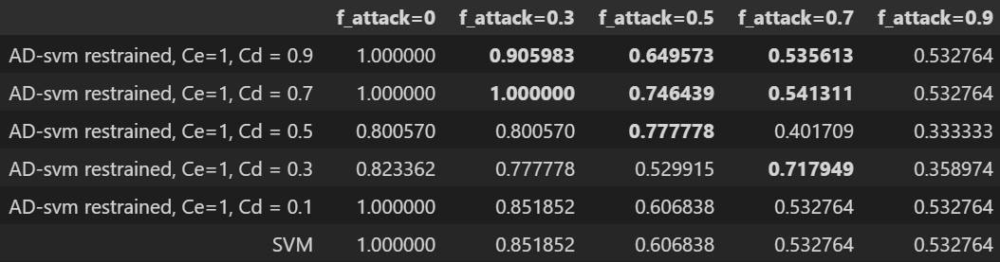 f_attack=0 f_attack=0.3 f_attack=0.5 f_attack=0.7 f_attack=0.9
AD-svm restrained, Ce=1, Cd = 0.9 1.000000 0.905983 0.649573 0.535613 0.532764
AD-svm restrained, Ce=1, Cd = 0.7 1.000000 1.000000 0.746439 0.541311 0.532764
AD-svm restrained, Ce=1, Cd = 0.5 0.800570 0.800570 0.777778 0.401709 0.333333
AD-svm restrained, Ce=1, Cd = 0.3 0.823362 0.777778 0.529915 0.717949 0.358974
AD-svm restrained, Ce=1, Cd = 0.1 1.000000 0.851852 0.606838 0.532764 0.532764
SVM 1.000000 0.851852 0.606838 0.532764 0.532764